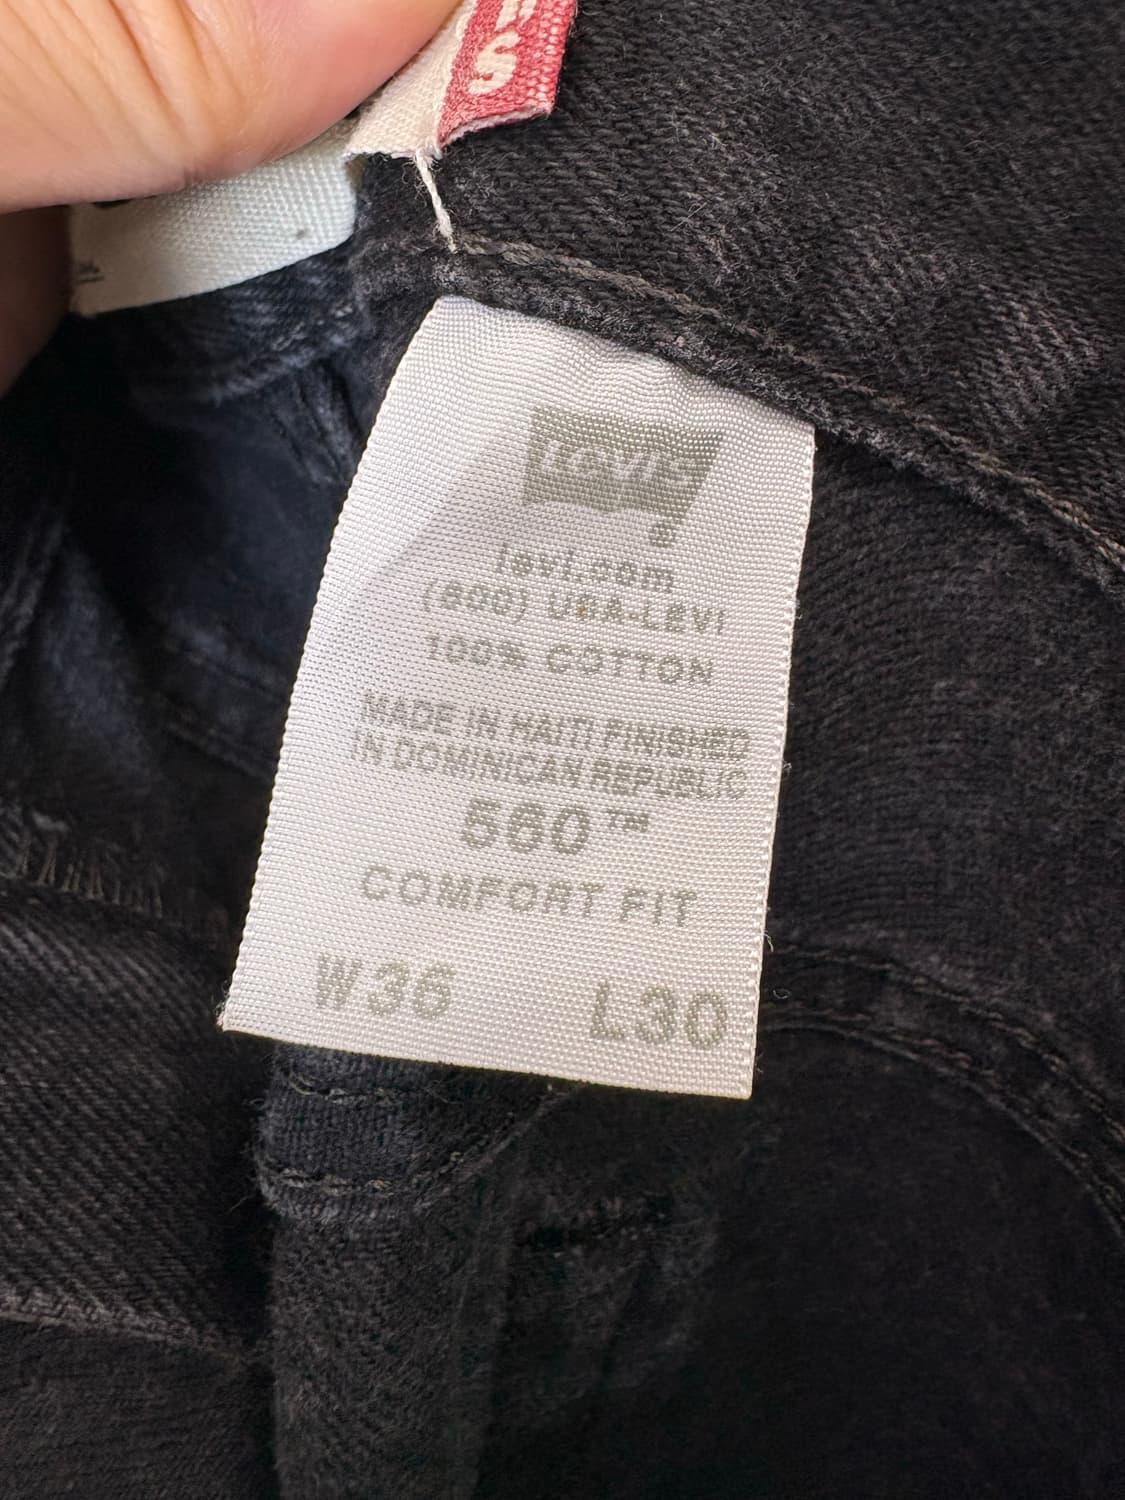 LEVI'S
®
levi.com
(800) USA-LEVI
100% COTTON
MADE IN HAITI FINISHED
IN DOMINICAN REPUBLIC
560™
COMFORT FIT
W36 L30